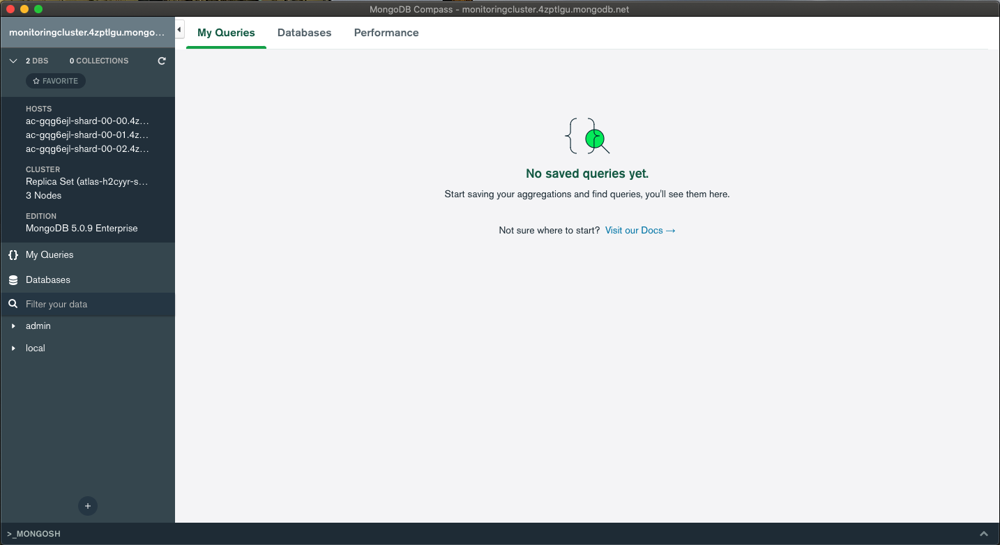 MongoDB Compass - monitoringcluster.4zptlgu.mongodb.net
monitoringcluster.4zptlgu.mongo...
My Queries Databases Performance
2 DBS 0 COLLECTIONS
FAVORITE
HOSTS
ac-gqg6ejl-shard-00-00.4z...
ac-gqg6ejl-shard-00-01.4z...
ac-gqg6ejl-shard-00-02.4z...
CLUSTER
Replica Set (atlas-h2cyyr-s...
3 Nodes
EDITION
MongoDB 5.0.9 Enterprise
{} My Queries
Databases
Filter your data
admin
local
+
No saved queries yet.
Start saving your aggregations and find queries, you'll see them here.
Not sure where to start? Visit our Docs →
>_MONGOSH